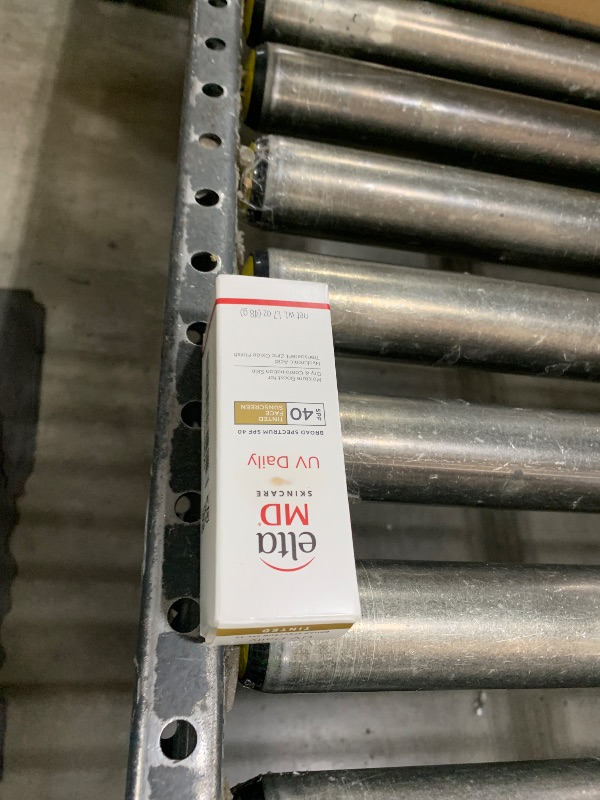 elta
MD
SKINCARE
UV Daily
BROAD SPECTRUM SPF 40
SPF
40
TINTED
FACE
SUNSCREEN
Moisture Boost for
Dry & Combination Skin
Hyaluronic Acid
Transparent Zinc Oxide Finish
net wt. 1.7 oz (48 g)
TINTED